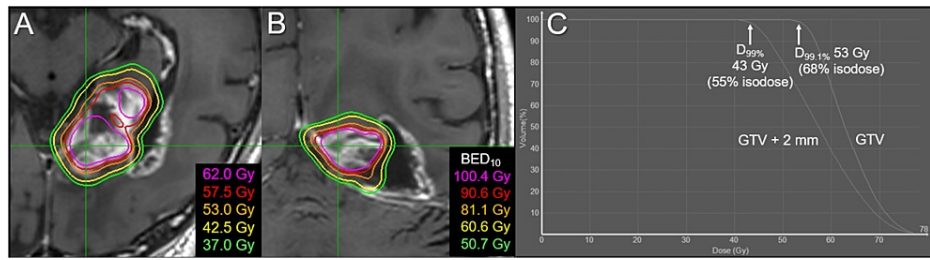 A
62.0 Gy
57.5 Gy
53.0 Gy
42.5 Gy
37.0 Gy
B
BED10
100.4 Gy
90.6 Gy
81.1 Gy
60.6 Gy
50.7 Gy
C
D99%
43 Gy
(55% isodose)
D99.1% 53 Gy
(68% isodose)
GTV + 2 mm
GTV
Volume(%)
100
90
80
70
60
50
40
30
20
10
0
10
20
30
40
50
60
70
78
Dose (Gy)